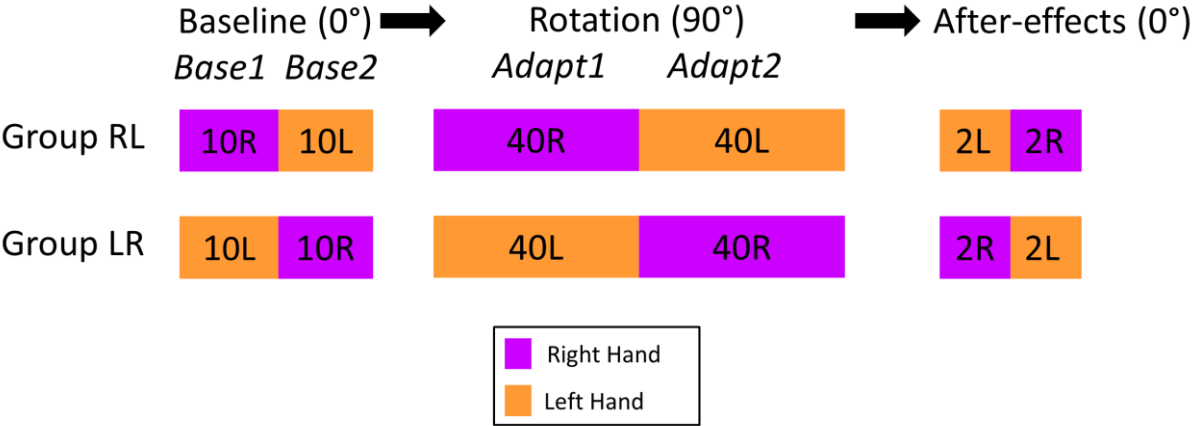 Baseline (0°) Rotation (90°) After-effects (0°)
Base1 Base2 Adapt1 Adapt2
Group RL 10R 10L 40R 40L 2L 2R
Group LR 10L 10R 40L 40R 2R 2L
Right Hand
Left Hand